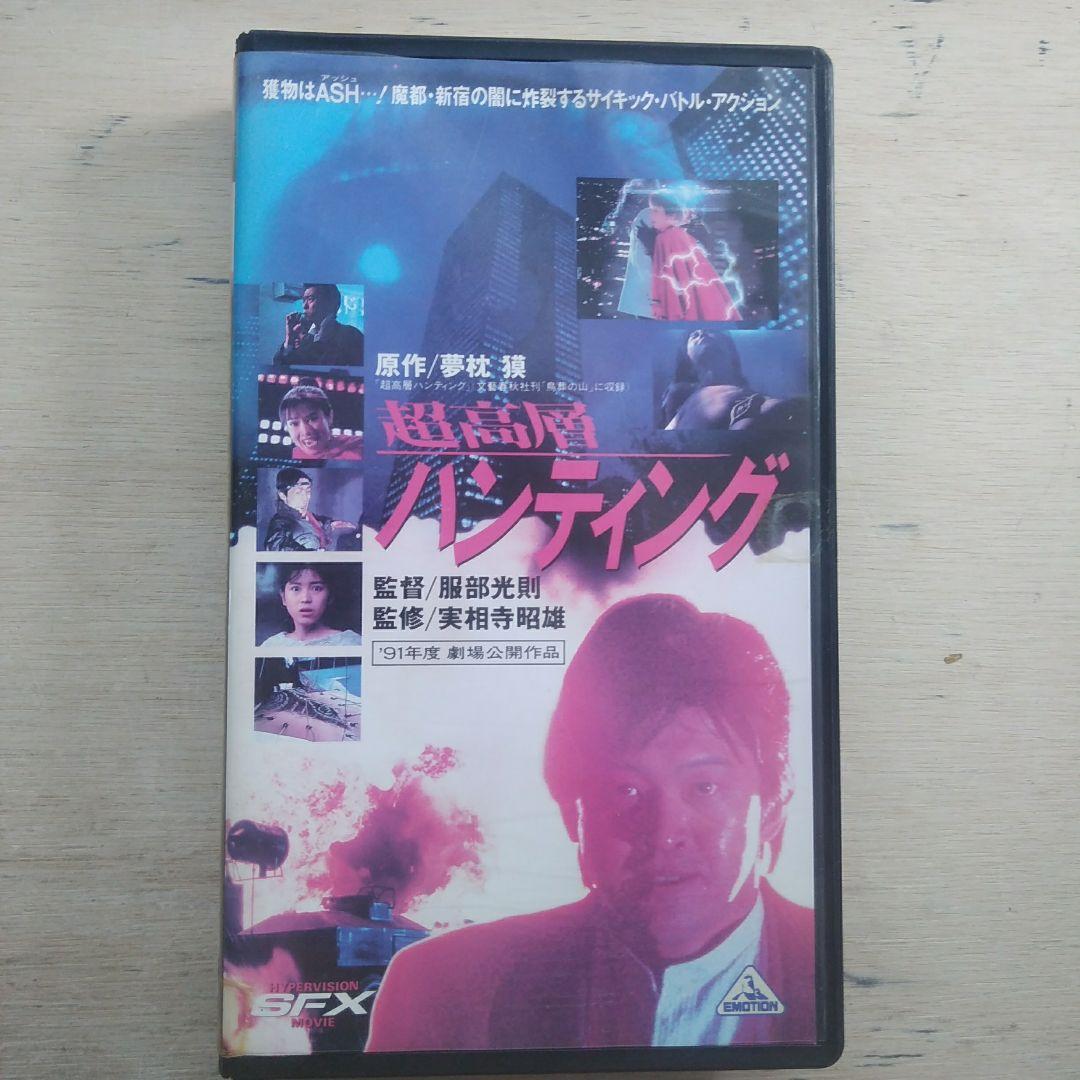 アッシュ
獲物はASH…!魔都・新宿の闇に炸裂するサイキック・バトル・アクション
原作/夢枕 獏
「超高層ハンティング」文藝春秋社刊「鳥葬の山」に収録)
超高層
ハンティング
監督/服部光則
監修/実相寺昭雄
'91年度 劇場公開作品
HYPERVISION
SFX
MOVIE
EMOTION